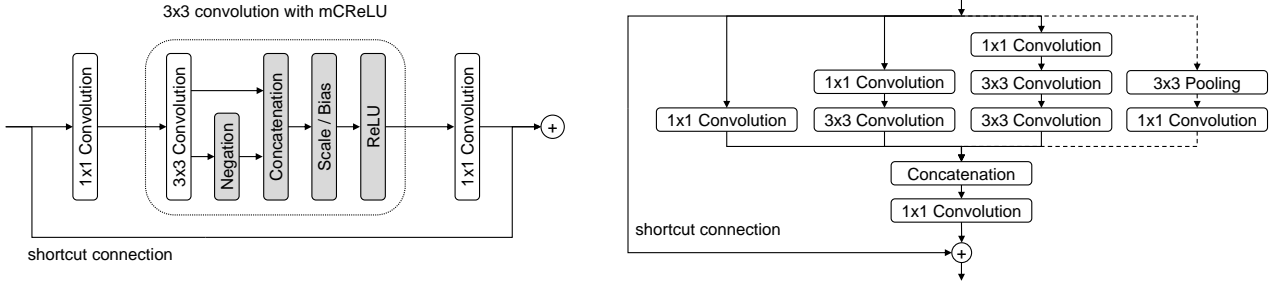 3x3 convolution with mCReLU
1x1 Convolution
3x3 Convolution
Negation
Concatenation
Scale / Bias
ReLU
1x1 Convolution
+
shortcut connection
1x1 Convolution
1x1 Convolution
3x3 Convolution
3x3 Pooling
1x1 Convolution
3x3 Convolution
3x3 Convolution
1x1 Convolution
Concatenation
1x1 Convolution
shortcut connection
+